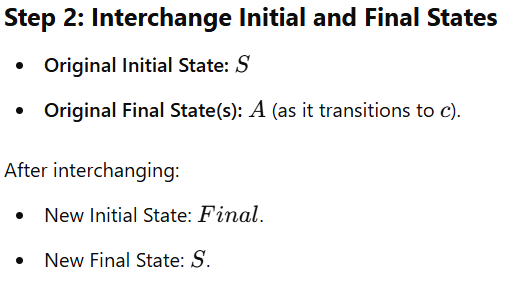 Step 2: Interchange Initial and Final States
• Original Initial State: S
• Original Final State(s): A (as it transitions to c).
After interchanging:
• New Initial State: Final.
• New Final State: S.